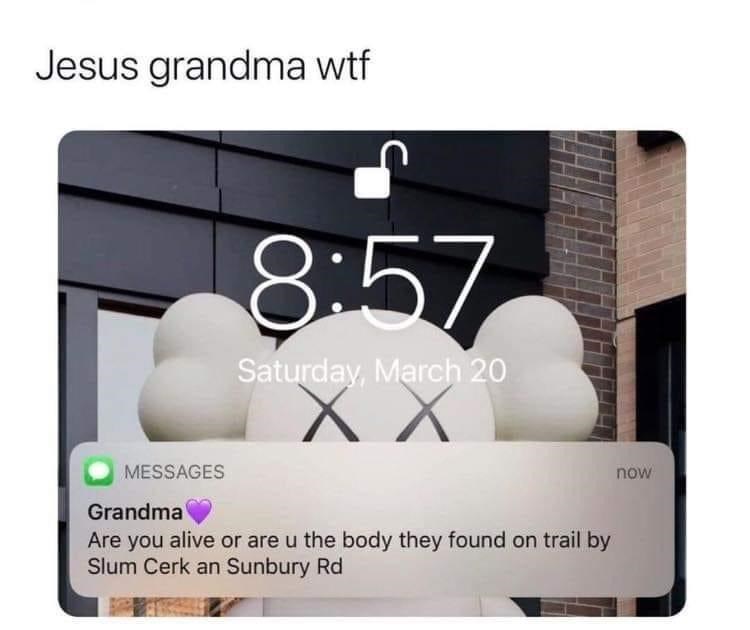 Jesus grandma wtf
8:57
Saturday, March 20
MESSAGES now
Grandma💜
Are you alive or are u the body they found on trail by
Slum Cerk an Sunbury Rd